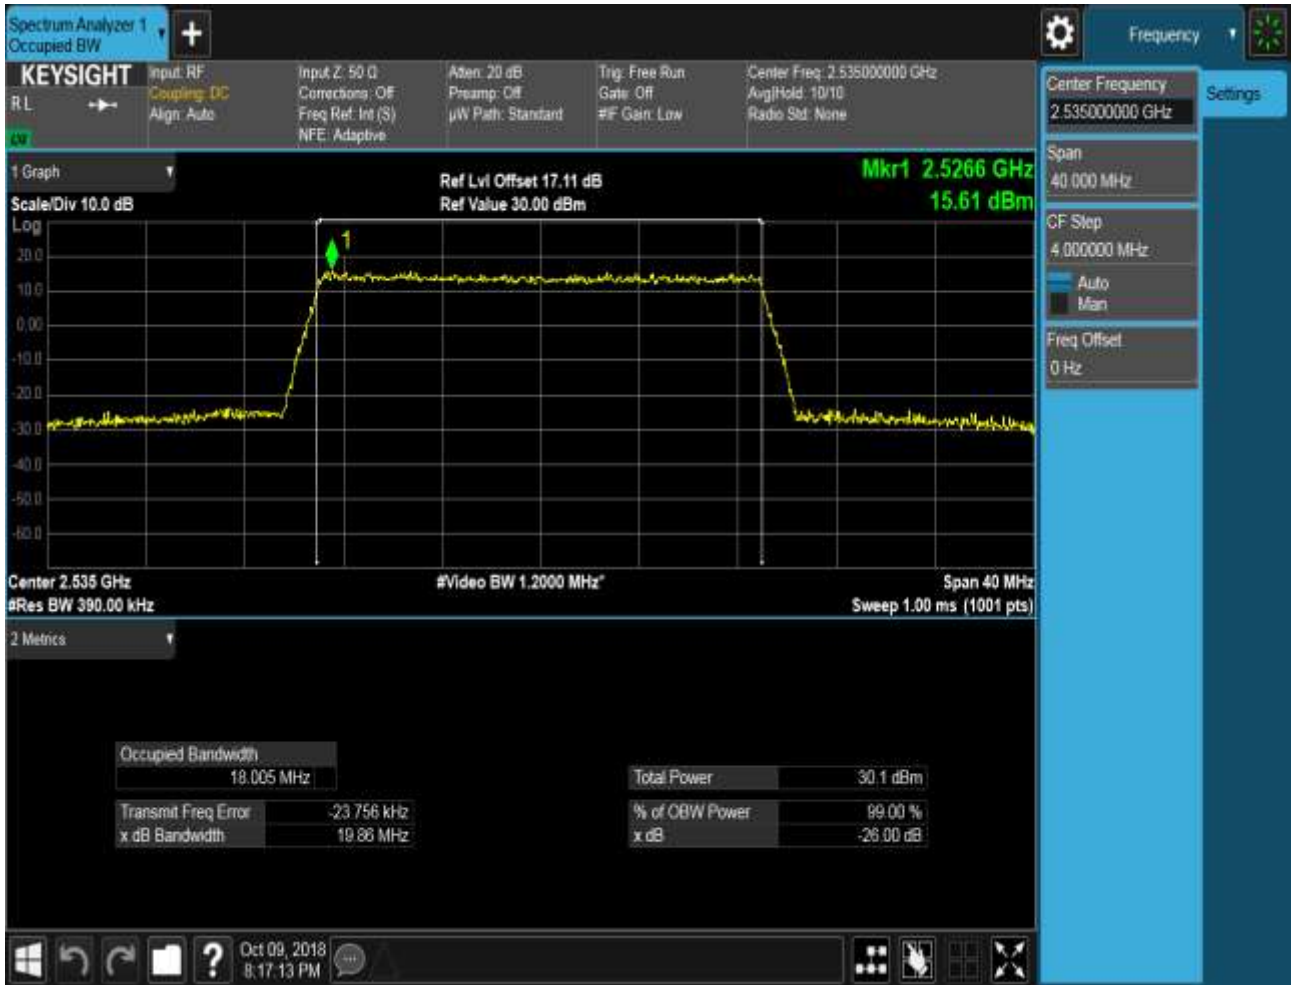 Spectrum Analyzer 1
Occupied BW
Frequency
KEYSIGHT
RL
Input: RF
Coupling: DC
Align: Auto
Input Z: 50 Ω
Corrections: Off
Freq Ref: Int (S)
NFE: Adaptive
Atten: 20 dB
Preamp: Off
µW Path: Standard
Trig: Free Run
Gate: Off
#IF Gain: Low
Center Freq: 2.535000000 GHz
Avg|Hold: 10/10
Radio Std: None
Center Frequency
2.535000000 GHz
Settings
Span
40.000 MHz
CF Step
4.000000 MHz
Auto
Man
Freq Offset
0 Hz
1 Graph
Scale/Div 10.0 dB
Ref Lvl Offset 17.11 dB
Ref Value 30.00 dBm
Mkr1 2.5266 GHz
15.61 dBm
Log
1
20.0
10.0
0.00
-10.0
-20.0
-30.0
-40.0
-50.0
-60.0
Center 2.535 GHz
#Video BW 1.2000 MHz*
Span 40 MHz
#Res BW 390.00 kHz
Sweep 1.00 ms (1001 pts)
2 Metrics
Occupied Bandwidth
18.005 MHz
Total Power 30.1 dBm
Transmit Freq Error -23.756 kHz
% of OBW Power 99.00 %
x dB Bandwidth 19.86 MHz
x dB -26.00 dB
Oct 09, 2018
8:17:13 PM